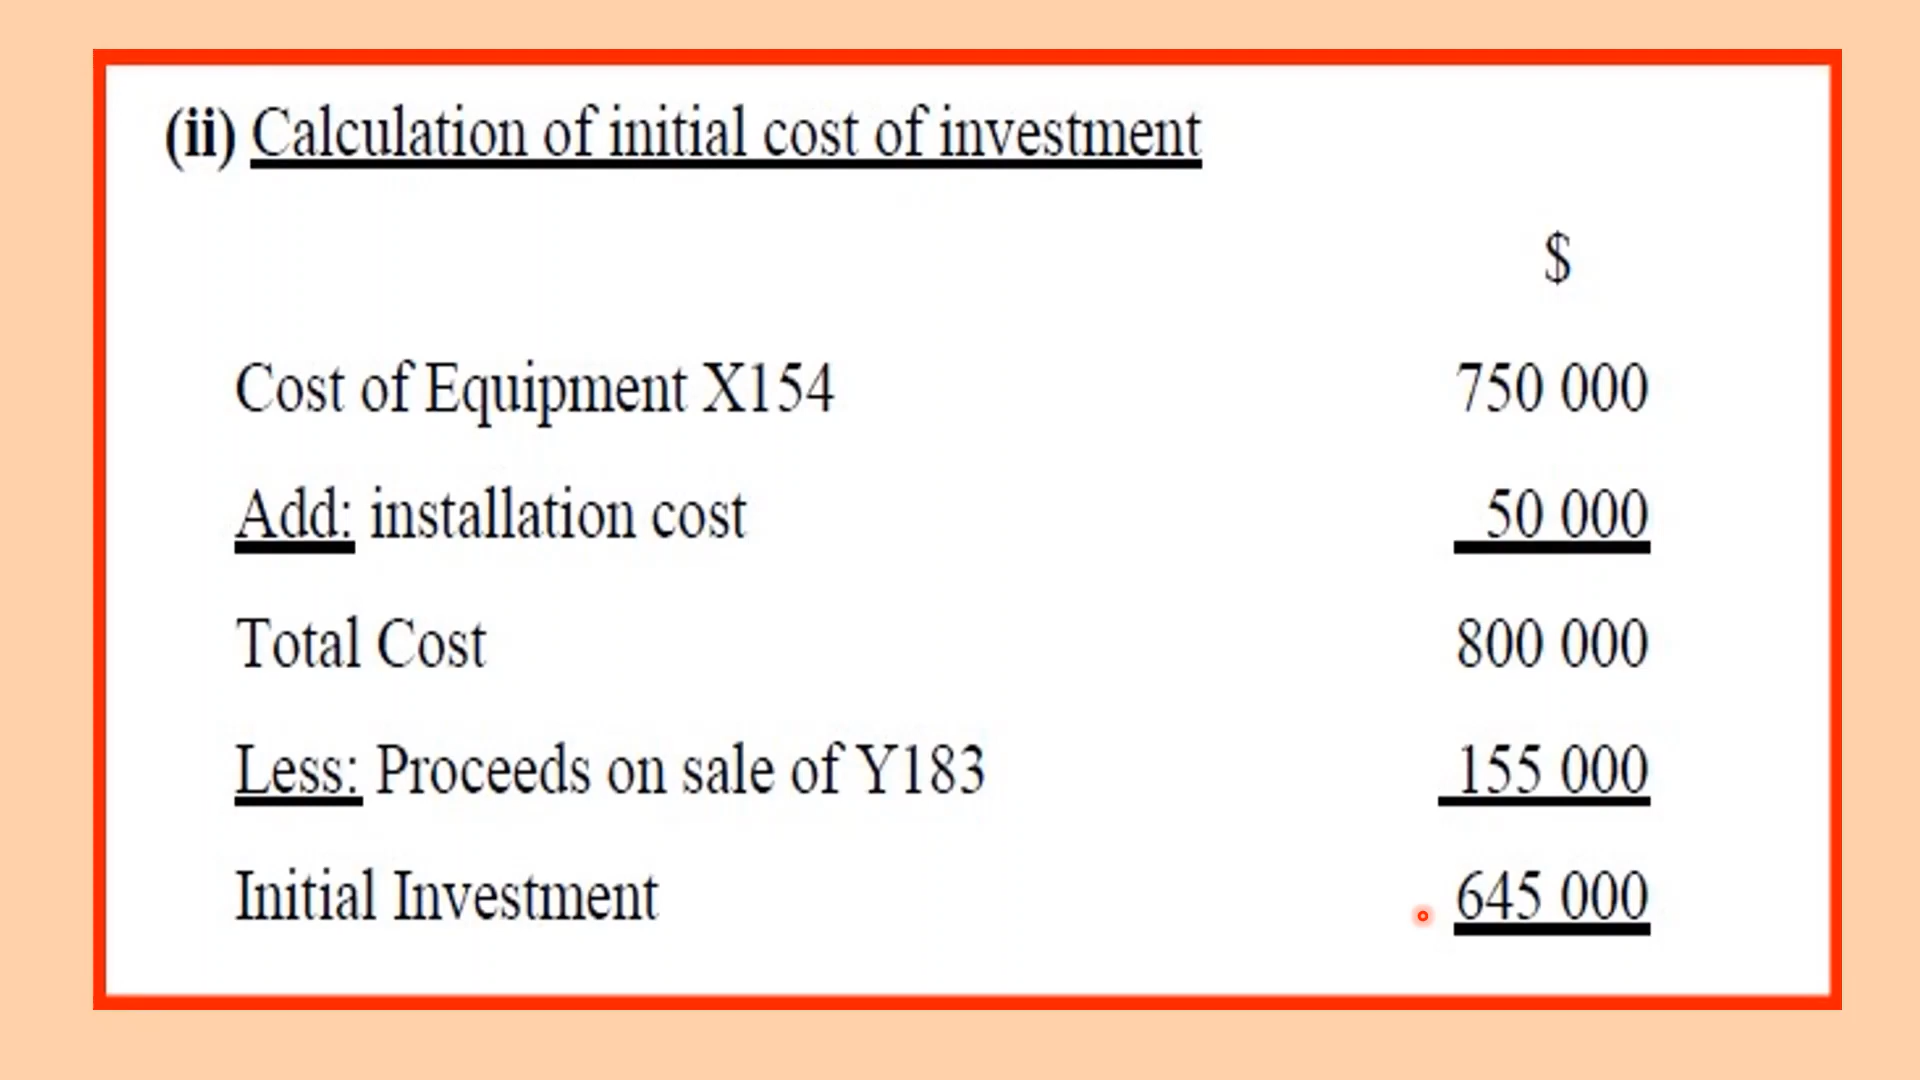 (ii) Calculation of initial cost of investment
$
Cost of Equipment X154 750 000
Add: installation cost 50 000
Total Cost 800 000
Less: Proceeds on sale of Y183 155 000
Initial Investment 645 000